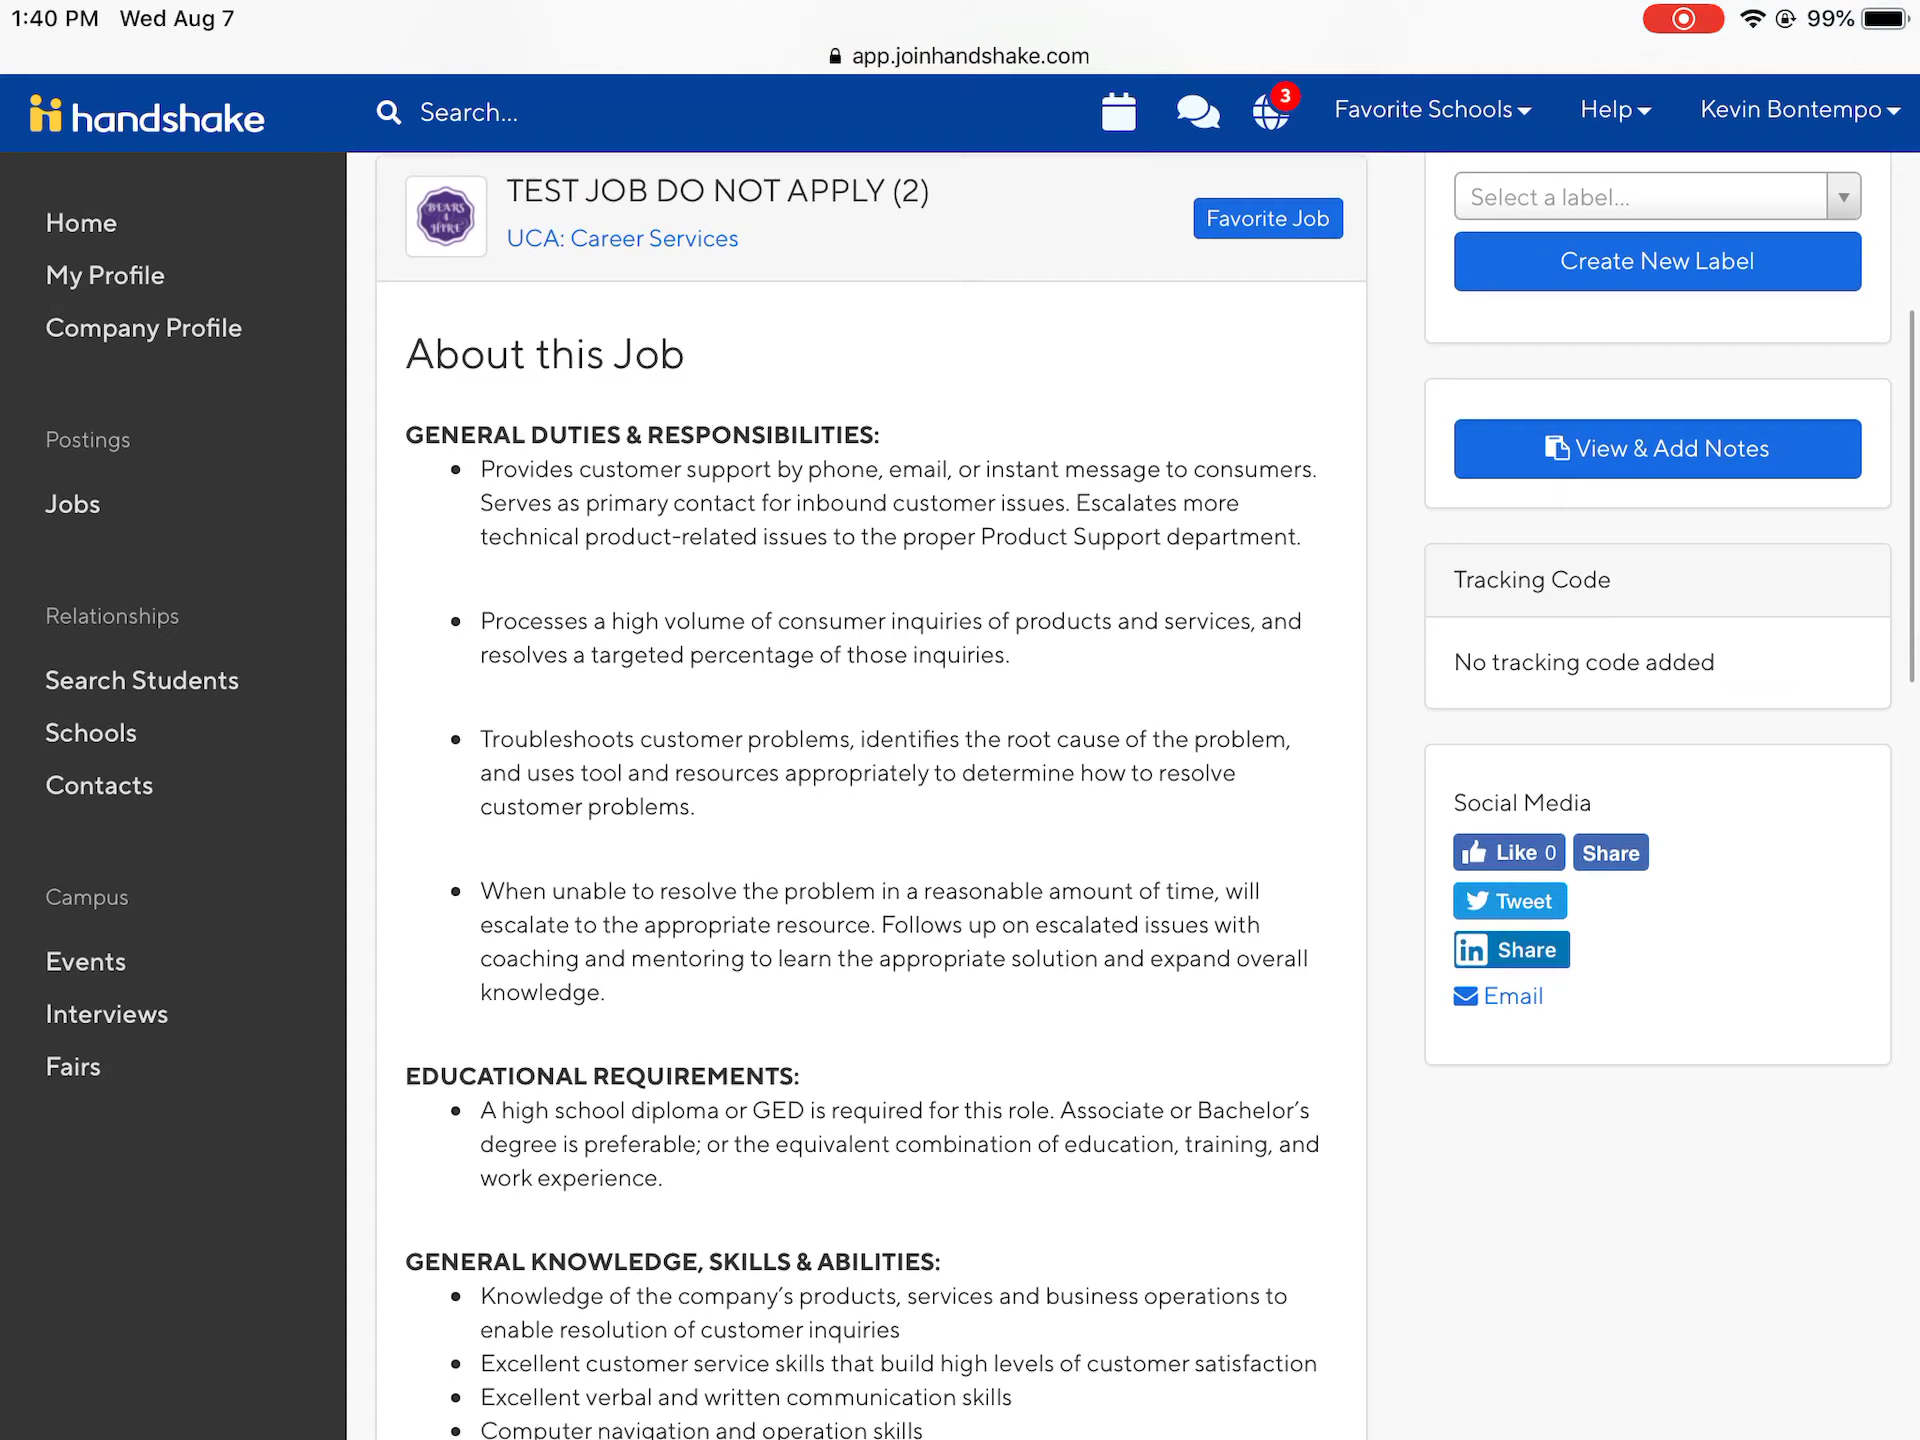 1:40 PM Wed Aug 7
99%
app.joinhandshake.com
handshake
Search...
3
Favorite Schools
Help
Kevin Bontempo
Home
My Profile
Company Profile
Postings
Jobs
Relationships
Search Students
Schools
Contacts
Campus
Events
Interviews
Fairs
BEARS
4
HIRE
TEST JOB DO NOT APPLY (2)
UCA: Career Services
Favorite Job
About this Job
GENERAL DUTIES & RESPONSIBILITIES:
• Provides customer support by phone, email, or instant message to consumers.
Serves as primary contact for inbound customer issues. Escalates more
technical product-related issues to the proper Product Support department.
• Processes a high volume of consumer inquiries of products and services, and
resolves a targeted percentage of those inquiries.
• Troubleshoots customer problems, identifies the root cause of the problem,
and uses tool and resources appropriately to determine how to resolve
customer problems.
• When unable to resolve the problem in a reasonable amount of time, will
escalate to the appropriate resource. Follows up on escalated issues with
coaching and mentoring to learn the appropriate solution and expand overall
knowledge.
EDUCATIONAL REQUIREMENTS:
• A high school diploma or GED is required for this role. Associate or Bachelor's
degree is preferable; or the equivalent combination of education, training, and
work experience.
GENERAL KNOWLEDGE, SKILLS & ABILITIES:
• Knowledge of the company's products, services and business operations to
enable resolution of customer inquiries
• Excellent customer service skills that build high levels of customer satisfaction
• Excellent verbal and written communication skills
• Computer navigation and operation skills
Select a label...
Create New Label
View & Add Notes
Tracking Code
No tracking code added
Social Media
Like 0
Share
Tweet
in Share
Email